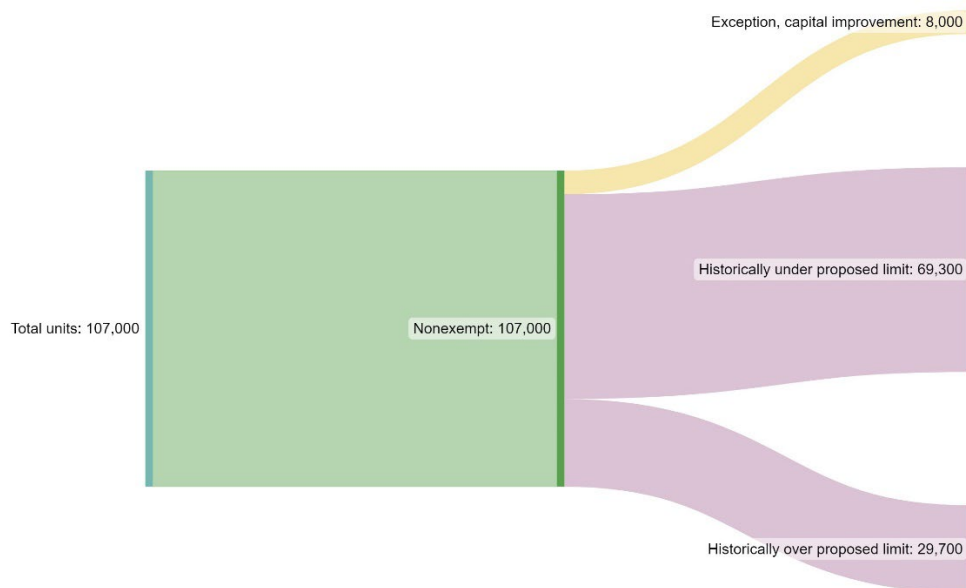 Exception, capital improvement: 8,000
Historically under proposed limit: 69,300
Total units: 107,000
Nonexempt: 107,000
Historically over proposed limit: 29,700